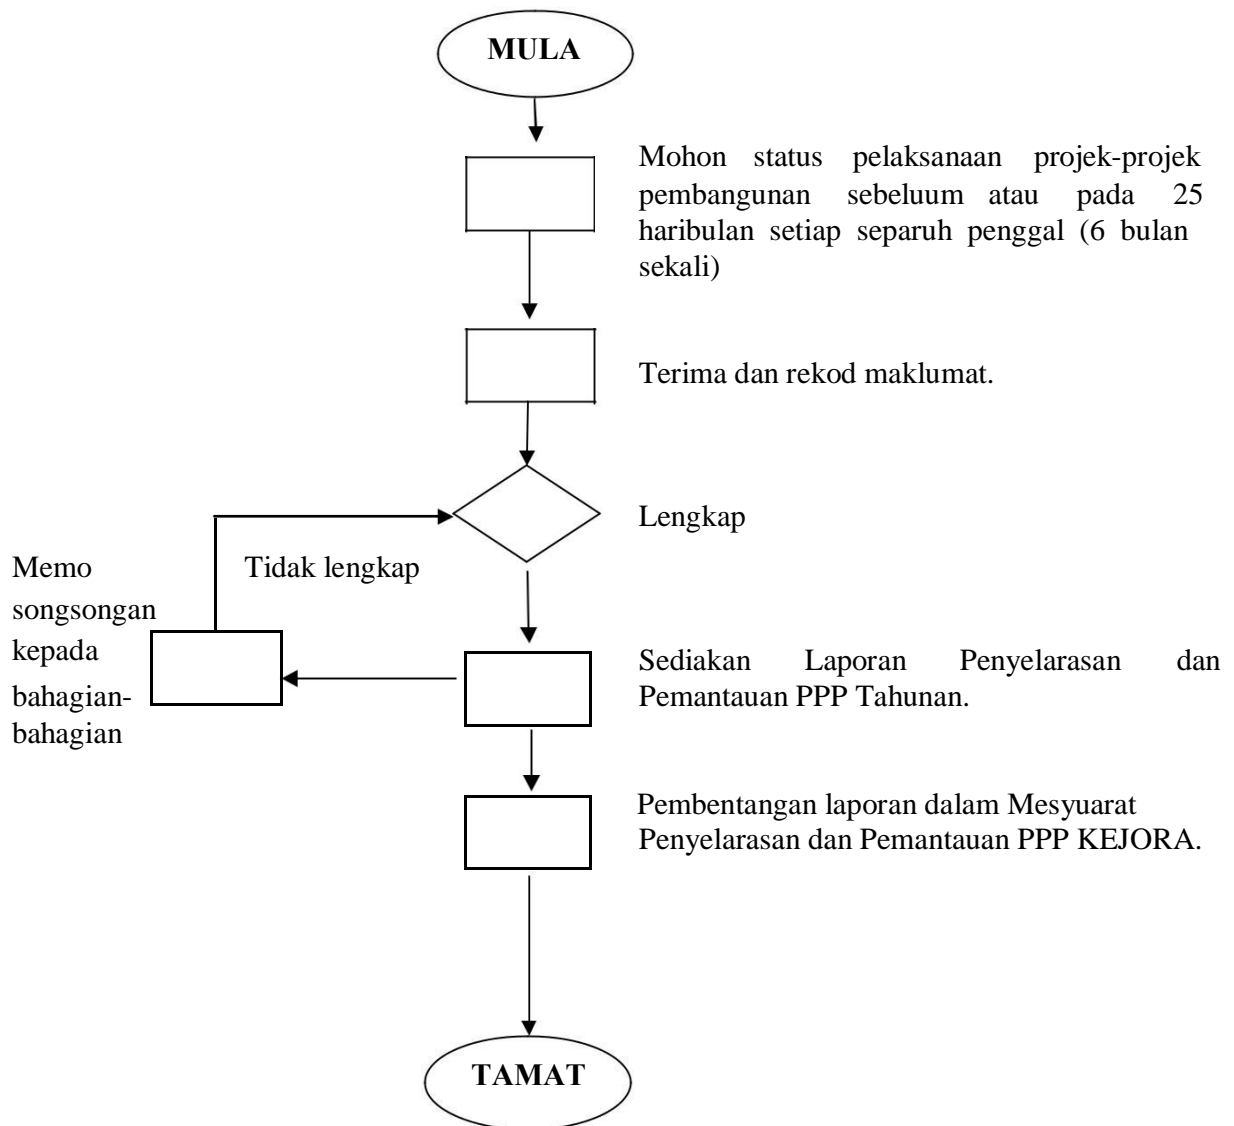 MULA
Mohon status pelaksanaan projek-projek
pembangunan sebeluum atau pada 25
haribulan setiap separuh penggal (6 bulan
sekali)
Terima dan rekod maklumat.
Lengkap
Tidak lengkap
Memo
songsongan
kepada
bahagian-
bahagian
Sediakan Laporan Penyelarasan dan
Pemantauan PPP Tahunan.
Pembentangan laporan dalam Mesyuarat
Penyelarasan dan Pemantauan PPP KEJORA.
TAMAT